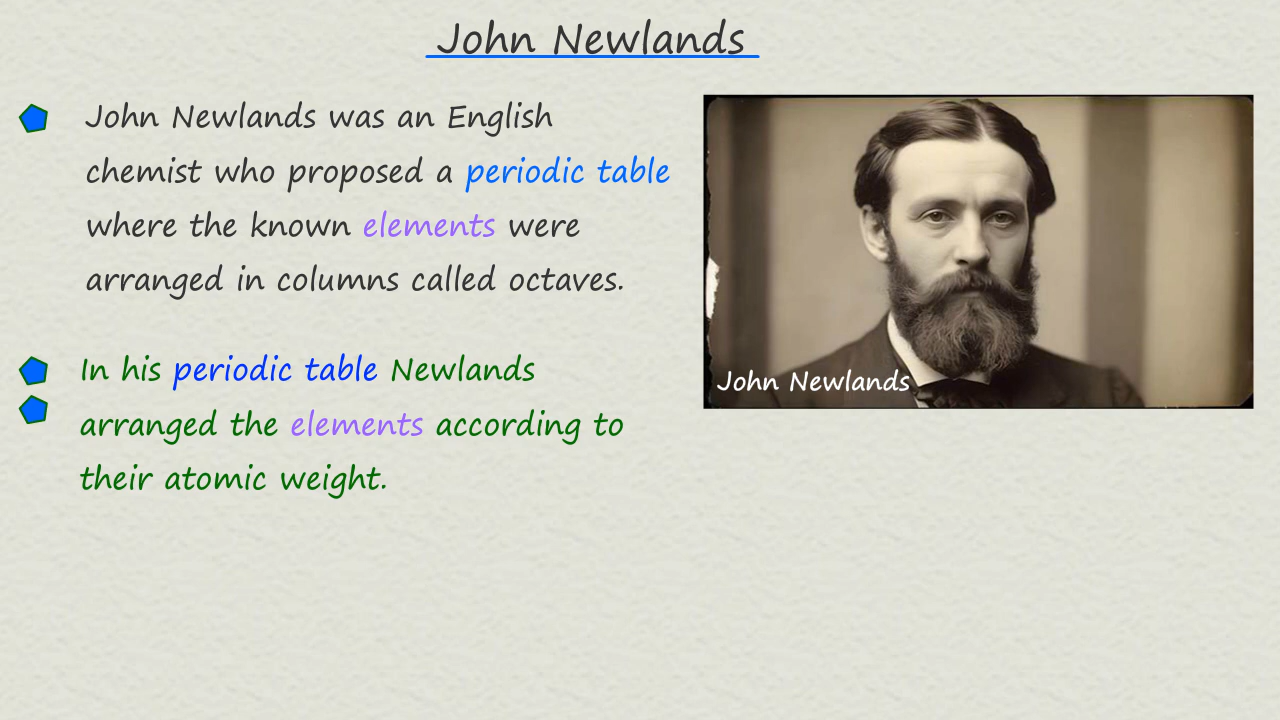 John Newlands
John Newlands was an English
chemist who proposed a periodic table
where the known elements were
arranged in columns called octaves.
In his periodic table Newlands
arranged the elements according to
their atomic weight.
John Newlands